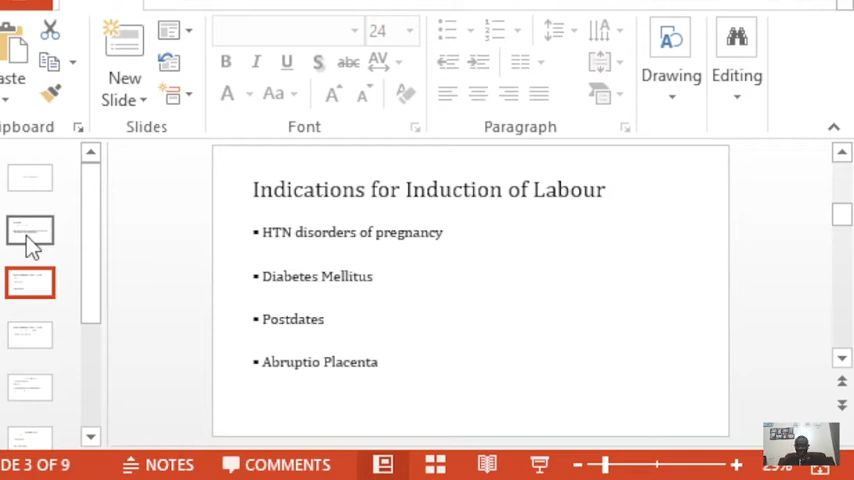 24
aste
New
Slide
B I U S abc AV
A Aa A A
Drawing
Editing
ipboard
Slides
Font
Paragraph
Indications for Induction of Labour
▪ HTN disorders of pregnancy
▪ Diabetes Mellitus
▪ Postdates
▪ Abruptio Placenta
DE 3 OF 9
NOTES
COMMENTS